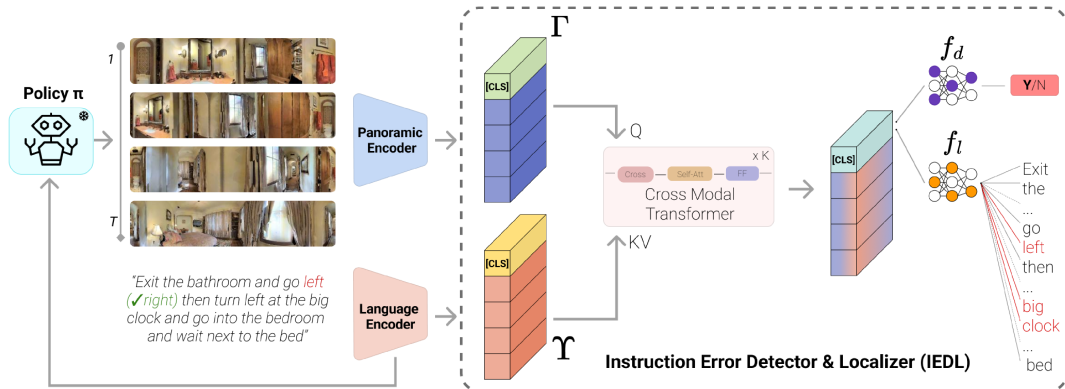 Policy π
1
T
Panoramic
Encoder
"Exit the bathroom and go left
(✓right) then turn left at the big
clock and go into the bedroom
and wait next to the bed"
Language
Encoder
Γ
[CLS]
[CLS]
ϒ
Q
KV
x K
Cross
Self-Att
FF
Cross Modal
Transformer
[CLS]
f_d
Y/N
f_l
Exit
the
...
go
left
then
...
big
clock
...
bed
Instruction Error Detector & Localizer (IEDL)